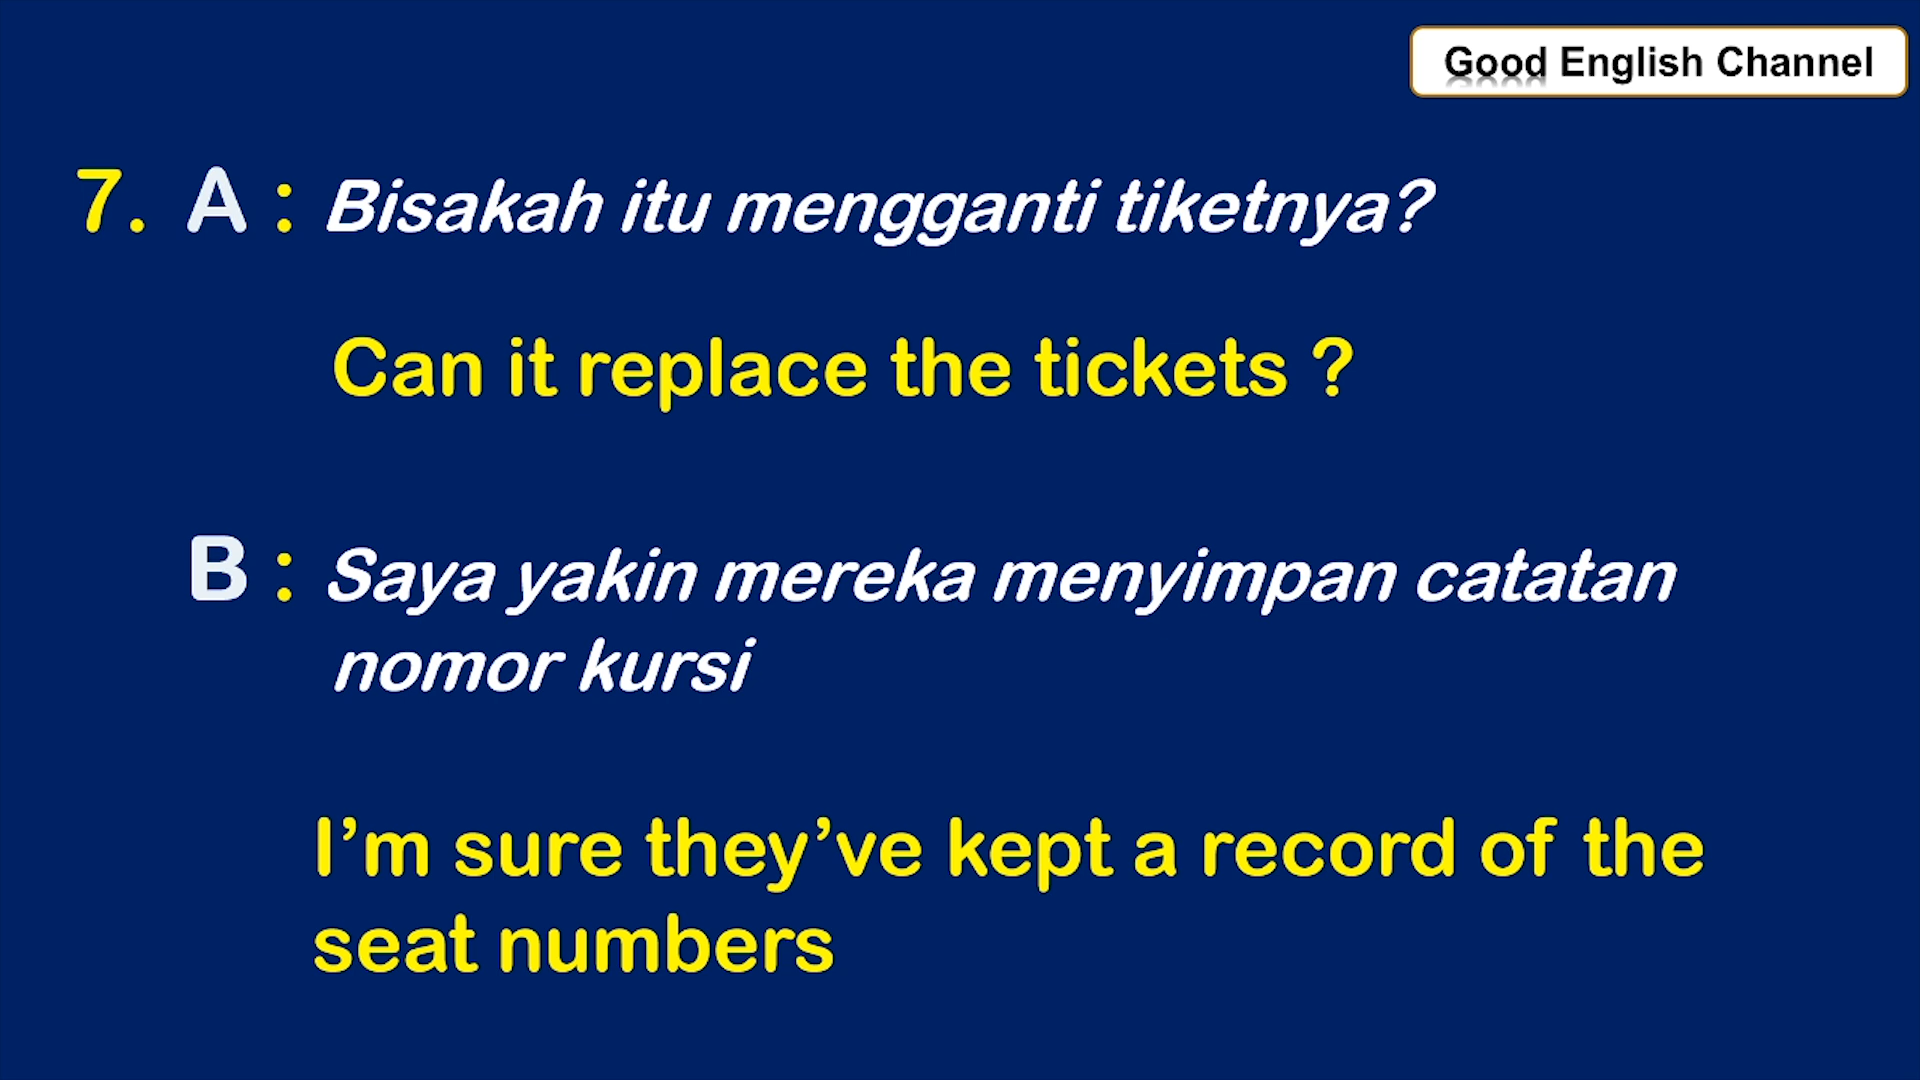 Good English Channel
7. A : Bisakah itu mengganti tiketnya?
Can it replace the tickets ?
B : Saya yakin mereka menyimpan catatan
nomor kursi
I’m sure they’ve kept a record of the
seat numbers